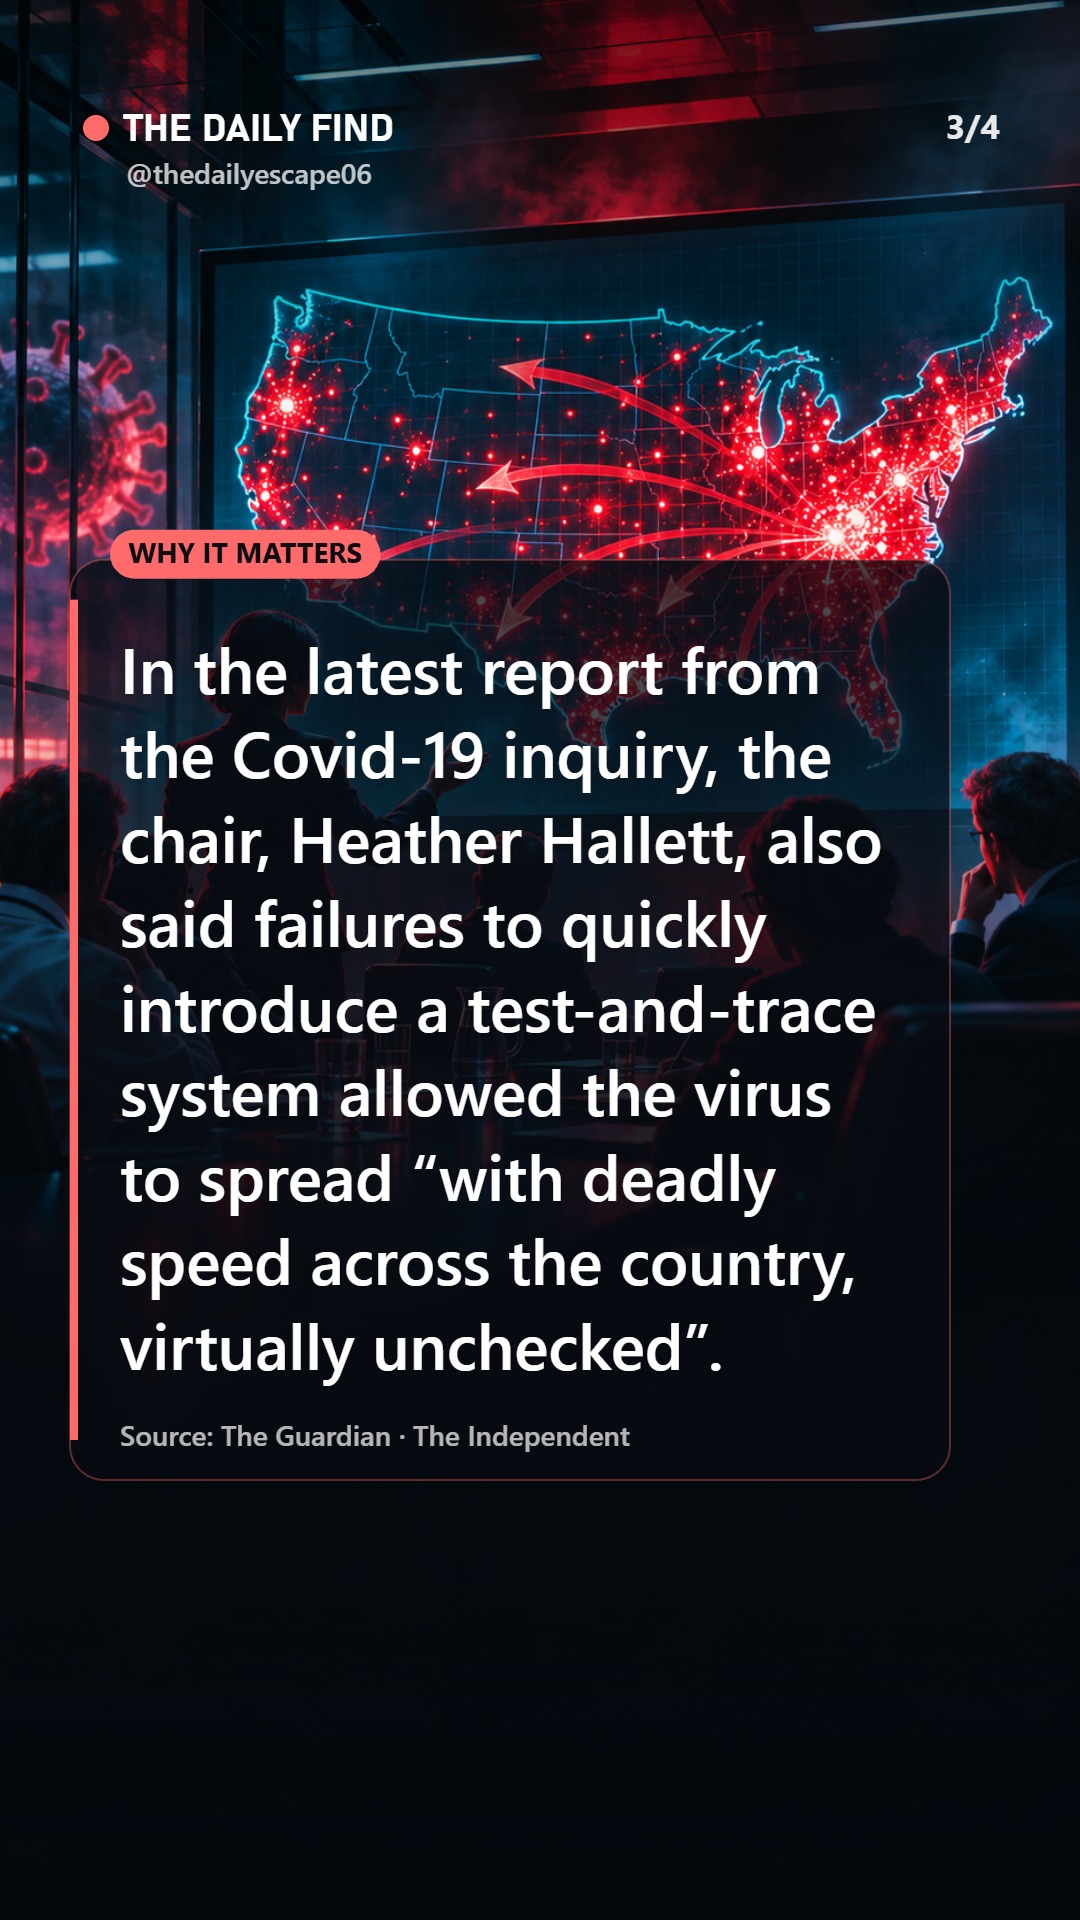 THE DAILY FIND
3/4
@thedailyescape06
WHY IT MATTERS
In the latest report from
the Covid-19 inquiry, the
chair, Heather Hallett, also
said failures to quickly
introduce a test-and-trace
system allowed the virus
to spread “with deadly
speed across the country,
virtually unchecked”.
Source: The Guardian · The Independent